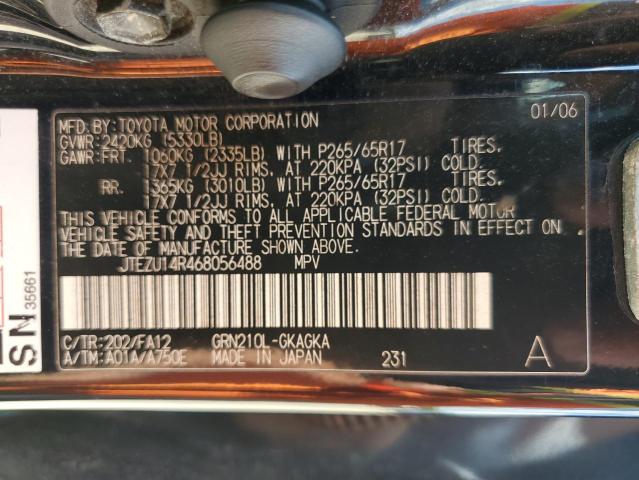 MFD. BY: TOYOTA MOTOR CORPORATION 01/06
GVWR: 2420KG (5330LB)
GAWR: FRT. 1060KG (2335LB) WITH P265/65R17 TIRES,
17X7 1/2JJ RIMS, AT 220KPA (32PSI) COLD.
RR. 1365KG (3010LB) WITH P265/65R17 TIRES,
17X7 1/2JJ RIMS, AT 220KPA (32PSI) COLD.
THIS VEHICLE CONFORMS TO ALL APPLICABLE FEDERAL MOTOR
VEHICLE SAFETY AND THEFT PREVENTION STANDARDS IN EFFECT ON
THE DATE OF MANUFACTURE SHOWN ABOVE.
JTEZU14R468056488 MPV
C/TR: 202/FA12 GRN210L-GKAGKA
A/TM: A01A/A750E MADE IN JAPAN 231 A
SN 35661